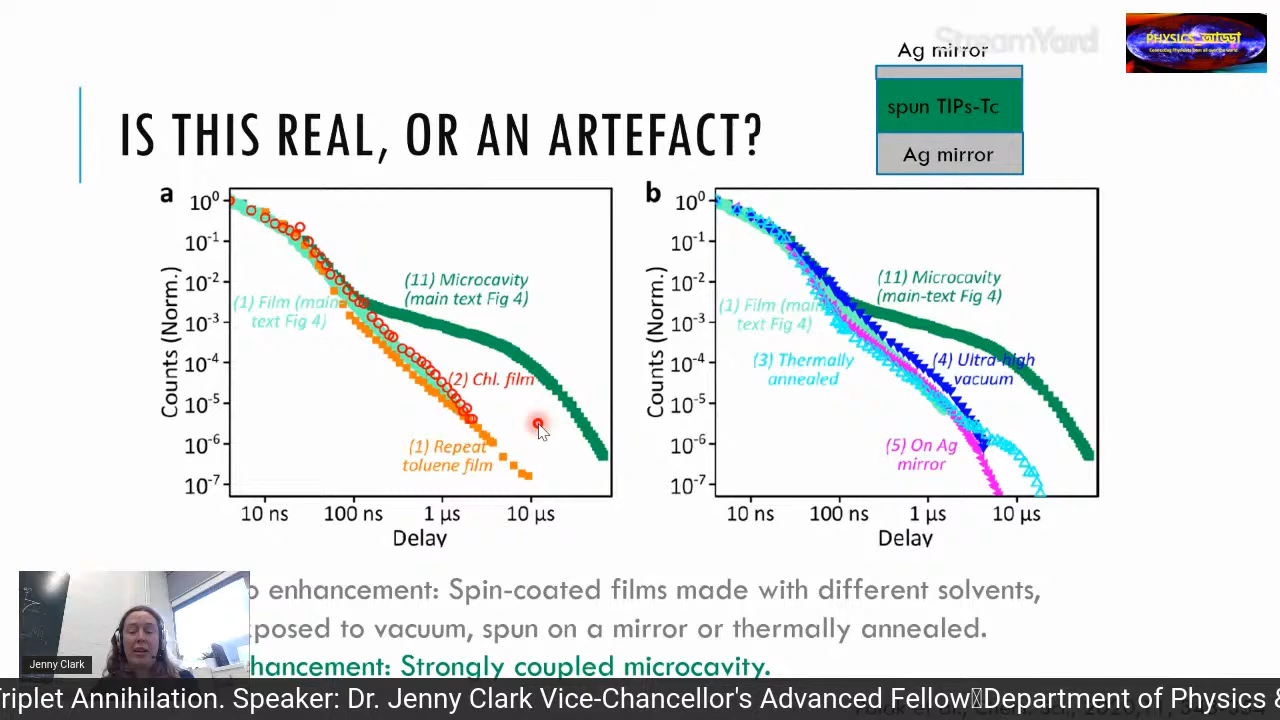 StreamYard
PHYSICS_আড্ডা
Ag mirror
spun TIPs-Tc
Ag mirror
IS THIS REAL, OR AN ARTEFACT?
a
10⁰
10⁻¹
10⁻²
10⁻³
10⁻⁴
10⁻⁵
10⁻⁶
10⁻⁷
Counts (Norm.)
(11) Microcavity
(main text Fig 4)
(1) Film (main
text Fig 4)
(2) Chl. film
(1) Repeat
toluene film
10 ns
100 ns
1 µs
10 µs
Delay
b
10⁰
10⁻¹
10⁻²
10⁻³
10⁻⁴
10⁻⁵
10⁻⁶
10⁻⁷
Counts (Norm.)
(11) Microcavity
(main-text Fig 4)
(1) Film (main
text Fig 4)
(3) Thermally
annealed
(4) Ultra-high
vacuum
(5) On Ag
mirror
10 ns
100 ns
1 µs
10 µs
Delay
o enhancement: Spin-coated films made with different solvents,
posed to vacuum, spun on a mirror or thermally annealed.
hancement: Strongly coupled microcavity.
Jenny Clark
Triplet Annihilation. Speaker: Dr. Jenny Clark Vice-Chancellor's Advanced Fellow Department of Physics &